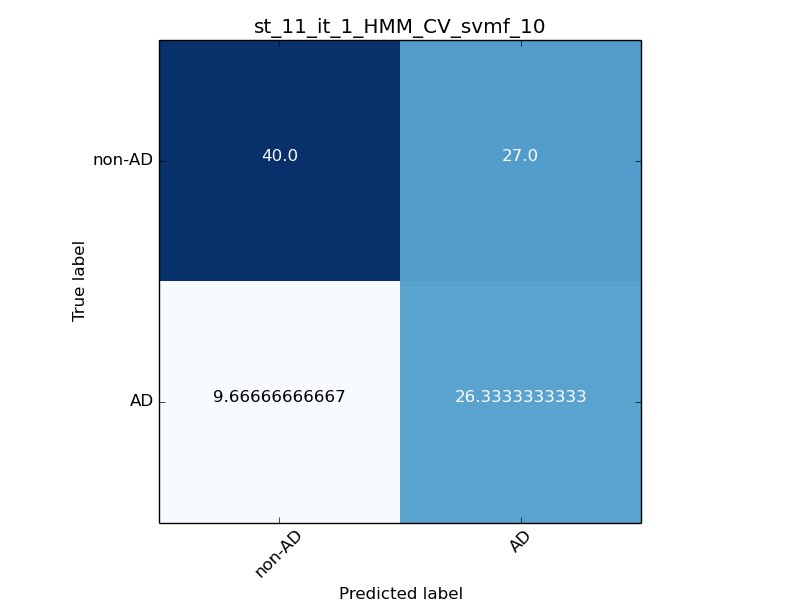 st_11_it_1_HMM_CV_svmf_10
True label
non-AD
40.0
27.0
AD
9.66666666667
26.3333333333
non-AD
AD
Predicted label